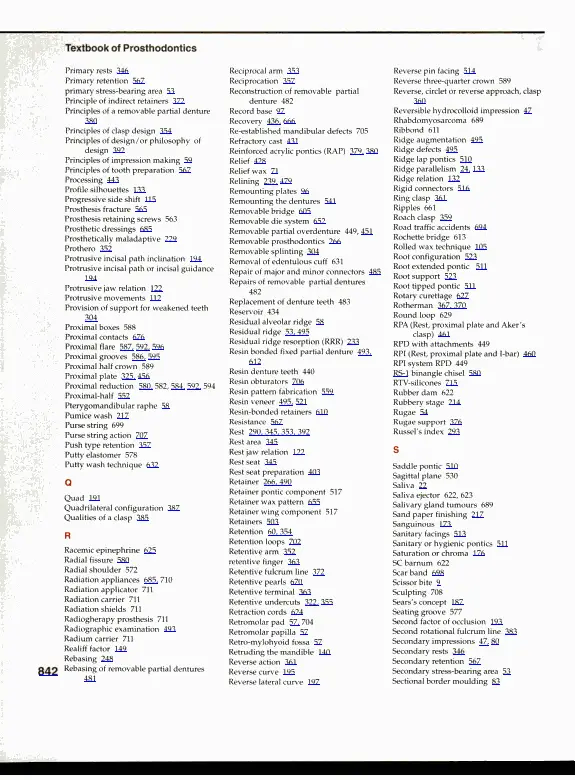 Textbook of Prosthodontics
Primary rests 346
Primary retention 567
primary stress-bearing area 53
Principle of indirect retainers 372
Principles of a removable partial denture
380
Principles of clasp design 354
Principles of design/or philosophy of
design 392
Principles of impression making 59
Principles of tooth preparation 567
Processing 443
Profile silhouettes 133
Progressive side shift 115
Prosthesis fracture 565
Prosthesis retaining screws 563
Prosthetic dressings 685
Prosthetically maladaptive 229
Prothero 352
Protrusive incisal path inclination 194
Protrusive incisal path or incisal guidance
194
Protrusive jaw relation 122
Protrusive movements 112
Provision of support for weakened teeth
304
Proximal boxes 588
Proximal contacts 676
Proximal flare 587, 592, 596
Proximal grooves 586, 595
Proximal half crown 589
Proximal plate 325, 456
Proximal reduction 580, 582, 584, 592, 594
Proximal-half 552
Pterygomandibular raphe 58
Pumice wash 217
Purse string 699
Purse string action 707
Push type retention 357
Putty elastomer 578
Putty wash technique 632
Q
Quad 191
Quadrilateral configuration 387
Qualities of a clasp 385
R
Racemic epinephrine 625
Radial fissure 580
Radial shoulder 572
Radiation appliances 685, 710
Radiation applicator 711
Radiation carrier 711
Radiation shields 711
Radiogherapy prosthesis 711
Radiographic examination 493
Radium carrier 711
Realiff factor 149
Rebasing 248
Rebasing of removable partial dentures
481
842
Reciprocal arm 353
Reciprocation 357
Reconstruction of removable partial
denture 482
Record base 97
Recovery 436, 666
Re-established mandibular defects 705
Refractory cast 431
Reinforced acrylic pontics (RAP) 379, 380
Relief 428
Relief wax 71
Relining 239, 479
Remounting plates 96
Remounting the dentures 541
Removable bridge 605
Removable die system 652
Removable partial overdenture 449, 451
Removable prosthodontics 266
Removable splinting 304
Removal of edentulous cuff 631
Repair of major and minor connectors 485
Repairs of removable partial dentures
482
Replacement of denture teeth 483
Reservoir 434
Residual alveolar ridge 58
Residual ridge 53, 495
Residual ridge resorption (RRR) 233
Resin bonded fixed partial denture 493,
612
Resin denture teeth 440
Resin obturators 706
Resin pattern fabrication 559
Resin veneer 495, 521
Resin-bonded retainers 610
Resistance 567
Rest 290, 345, 353, 392
Rest area 345
Rest jaw relation 122
Rest seat 345
Rest seat preparation 403
Retainer 266, 490
Retainer pontic component 517
Retainer wax pattern 655
Retainer wing component 517
Retainers 503
Retention 60, 354
Retention loops 702
Retentive arm 352
retentive finger 363
Retentive fulcrum line 372
Retentive pearls 670
Retentive terminal 363
Retentive undercuts 322, 355
Retraction cords 624
Retromolar pad 57, 704
Retromolar papilla 57
Retro-mylohyoid fossa 57
Retruding the mandible 140
Reverse action 361
Reverse curve 195
Reverse lateral curve 197
Reverse pin facing 514
Reverse three-quarter crown 589
Reverse, circlet or reverse approach, clasp
360
Reversible hydrocolloid impression 47
Rhabdomyosarcoma 689
Ribbond 611
Ridge augmentation 495
Ridge defects 495
Ridge lap pontics 510
Ridge parallelism 24, 133
Ridge relation 132
Rigid connectors 516
Ring clasp 361
Ripples 661
Roach clasp 359
Road traffic accidents 694
Rochette bridge 613
Rolled wax technique 105
Root configuration 523
Root extended pontic 511
Root support 523
Root tipped pontic 511
Rotary curettage 627
Rotherman 367, 370
Round loop 629
RPA (Rest, proximal plate and Aker's
clasp) 461
RPD with attachments 449
RPI (Rest, proximal plate and I-bar) 460
RPI system RPD 449
RS-1 binangle chisel 580
RTV-silicones 715
Rubber dam 622
Rubbery stage 214
Rugae 54
Rugae support 376
Russel's index 293
S
Saddle pontic 510
Sagittal plane 530
Saliva 22
Saliva ejector 622, 623
Salivary gland tumours 689
Sand paper finishing 217
Sanguinous 173
Sanitary facings 513
Sanitary or hygienic pontics 511
Saturation or chroma 176
SC barnum 622
Scar band 698
Scissor bite 9
Sculpting 708
Sears's concept 187
Seating groove 577
Second factor of occlusion 193
Second rotational fulcrum line 383
Secondary impressions 47, 80
Secondary rests 346
Secondary retention 567
Secondary stress-bearing area 53
Sectional border moulding 83